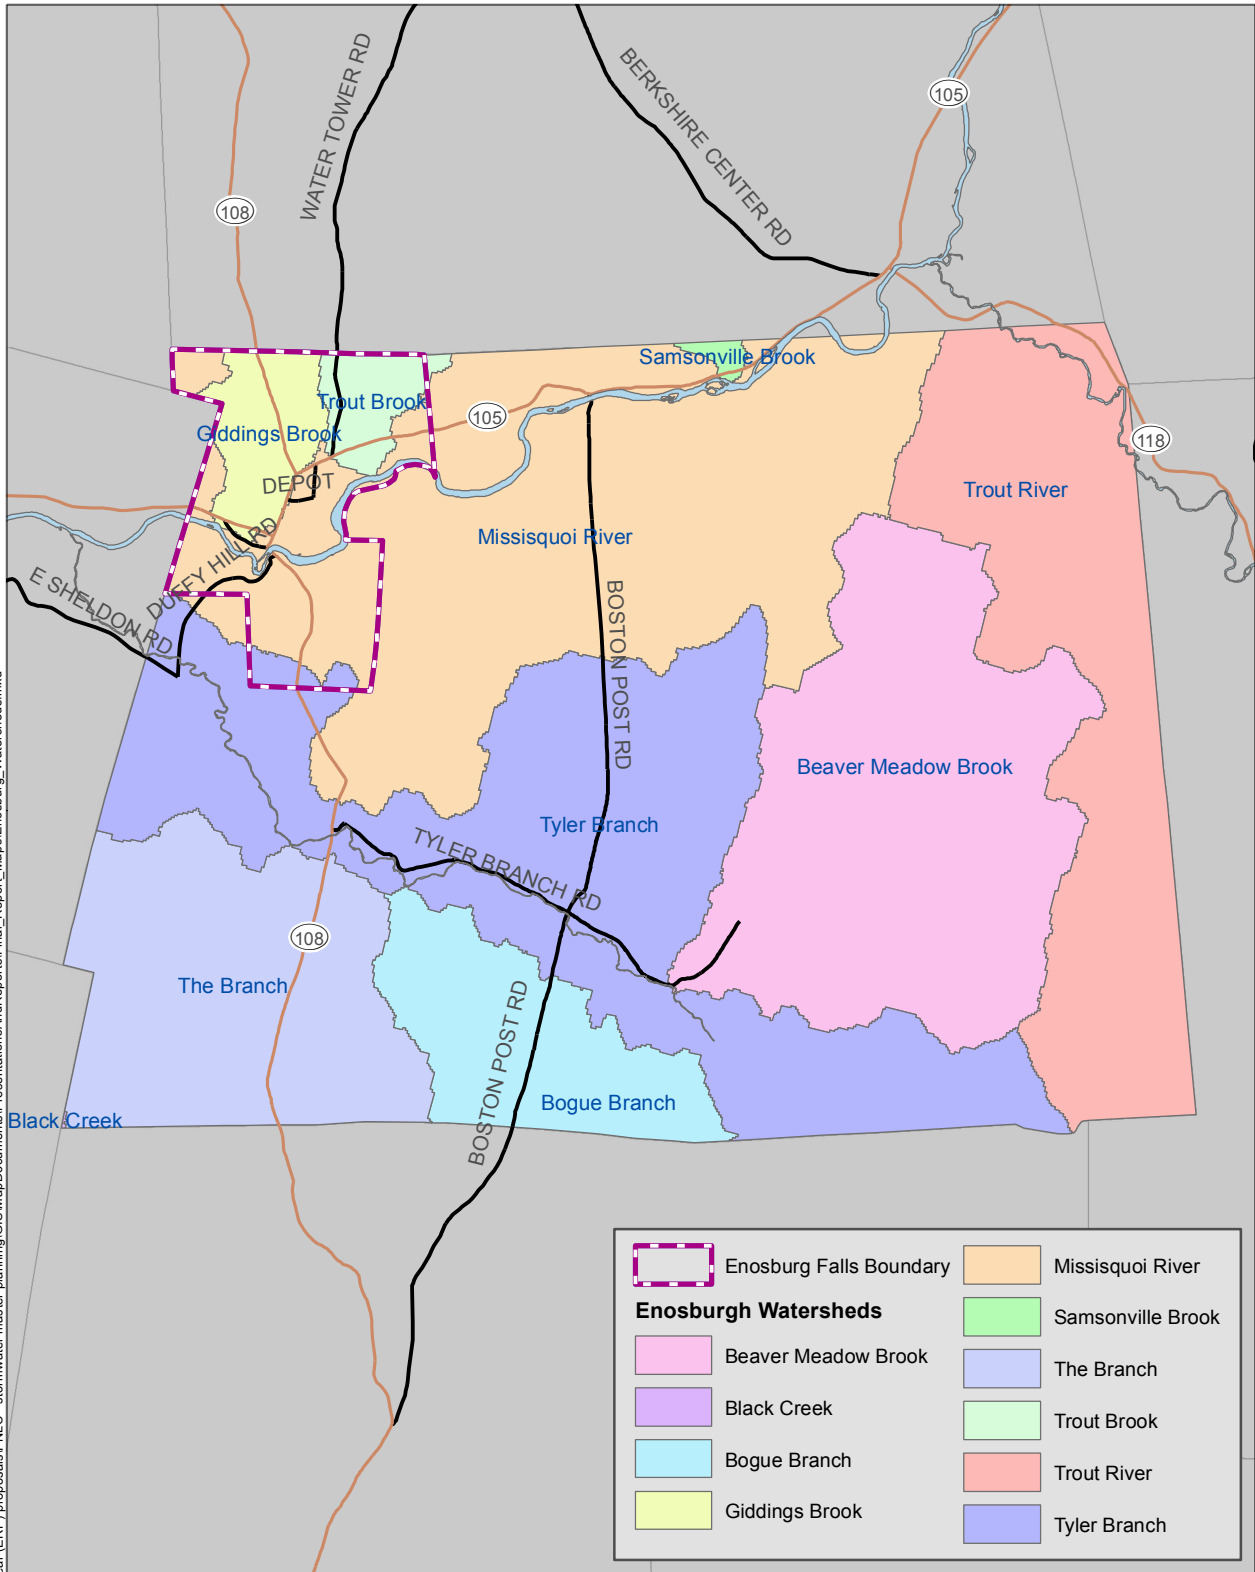 WATER TOWER RD
BERKSHIRE CENTER RD
105
108
Samsonville Brook
Trout Brook
105
Giddings Brook
118
DEPOT
Trout River
Missisquoi River
DUFFY HILL RD
E SHELDON RD
BOSTON POST RD
Beaver Meadow Brook
Tyler Branch
TYLER BRANCH RD
108
The Branch
BOSTON POST RD
Bogue Branch
Black Creek
Enosburg Falls Boundary
Enosburgh Watersheds
Beaver Meadow Brook
Black Creek
Bogue Branch
Giddings Brook
Missisquoi River
Samsonville Brook
The Branch
Trout Brook
Trout River
Tyler Branch